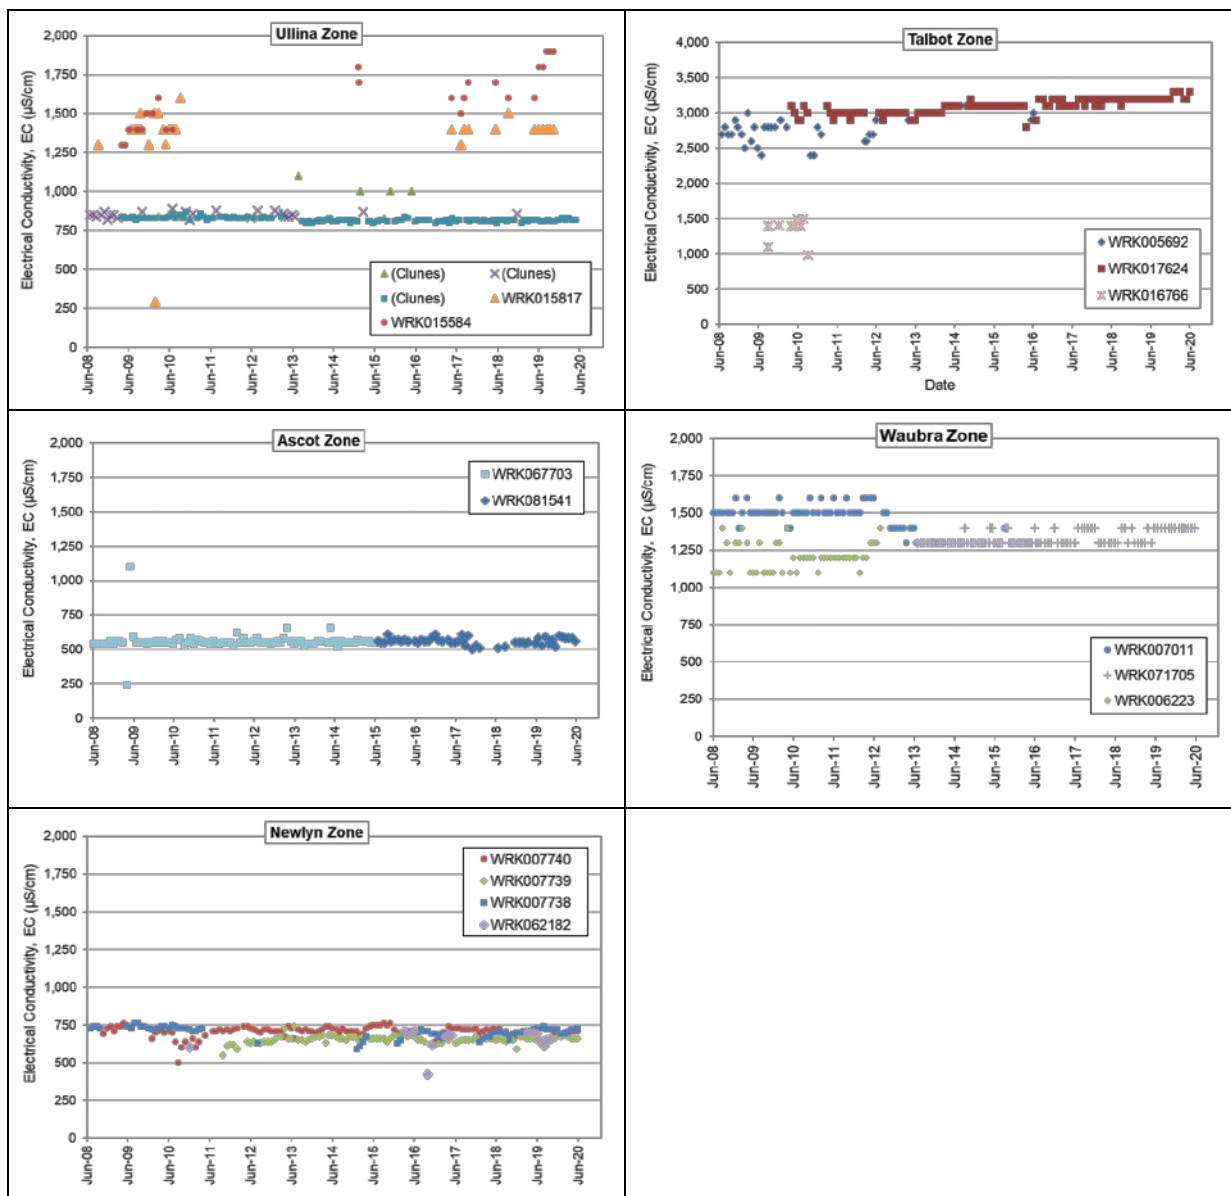 Ullina Zone
Electrical Conductivity, EC (µS/cm)
2,000
1,750
1,500
1,250
1,000
750
500
250
0
(Clunes) (Clunes)
(Clunes) WRK015817
WRK015584
Jun-08 Jun-09 Jun-10 Jun-11 Jun-12 Jun-13 Jun-14 Jun-15 Jun-16 Jun-17 Jun-18 Jun-19 Jun-20
Talbot Zone
Electrical Conductivity, EC (µS/cm)
4,000
3,500
3,000
2,500
2,000
1,500
1,000
500
0
WRK005692
WRK017624
WRK016766
Jun-08 Jun-09 Jun-10 Jun-11 Jun-12 Jun-13 Jun-14 Jun-15 Jun-16 Jun-17 Jun-18 Jun-19 Jun-20
Date
Ascot Zone
Electrical Conductivity, EC (µS/cm)
2,000
1,750
1,500
1,250
1,000
750
500
250
0
WRK067703
WRK081541
Jun-08 Jun-09 Jun-10 Jun-11 Jun-12 Jun-13 Jun-14 Jun-15 Jun-16 Jun-17 Jun-18 Jun-19 Jun-20
Waubra Zone
Electrical Conductivity, EC (µS/cm)
2,000
1,750
1,500
1,250
1,000
750
500
250
0
WRK007011
WRK071705
WRK006223
Jun-08 Jun-09 Jun-10 Jun-11 Jun-12 Jun-13 Jun-14 Jun-15 Jun-16 Jun-17 Jun-18 Jun-19 Jun-20
Newlyn Zone
Electrical Conductivity, EC (µS/cm)
2,000
1,750
1,500
1,250
1,000
750
500
250
0
WRK007740
WRK007739
WRK007738
WRK062182
Jun-08 Jun-09 Jun-10 Jun-11 Jun-12 Jun-13 Jun-14 Jun-15 Jun-16 Jun-17 Jun-18 Jun-19 Jun-20